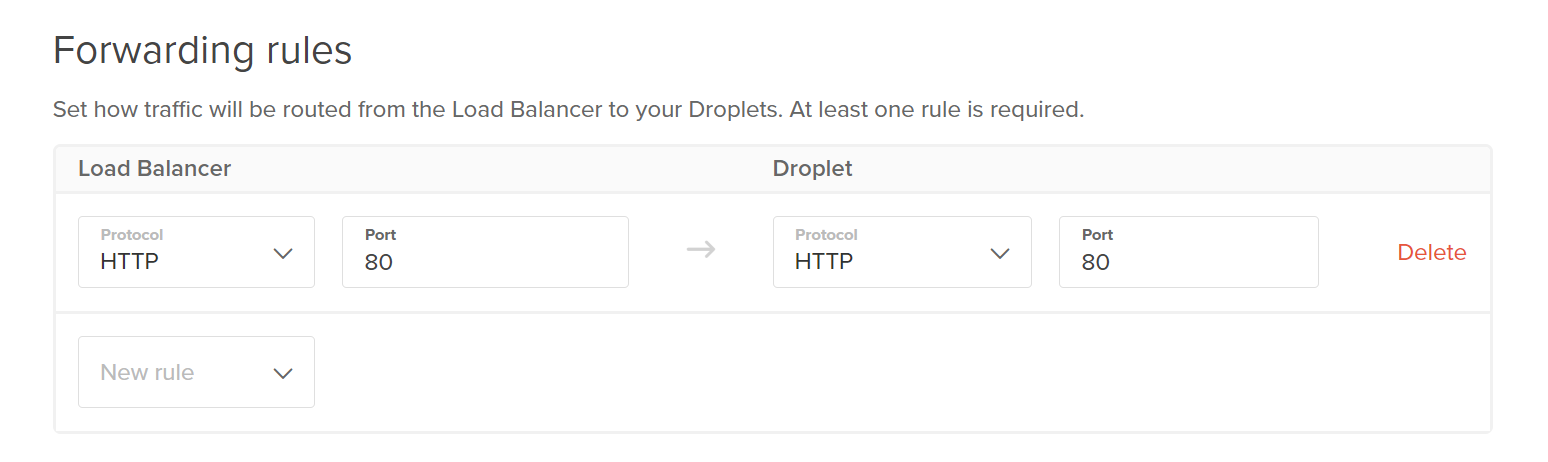 Forwarding rules
Set how traffic will be routed from the Load Balancer to your Droplets. At least one rule is required.
Load Balancer Droplet
Protocol Port Protocol Port
HTTP 80 → HTTP 80 Delete
New rule